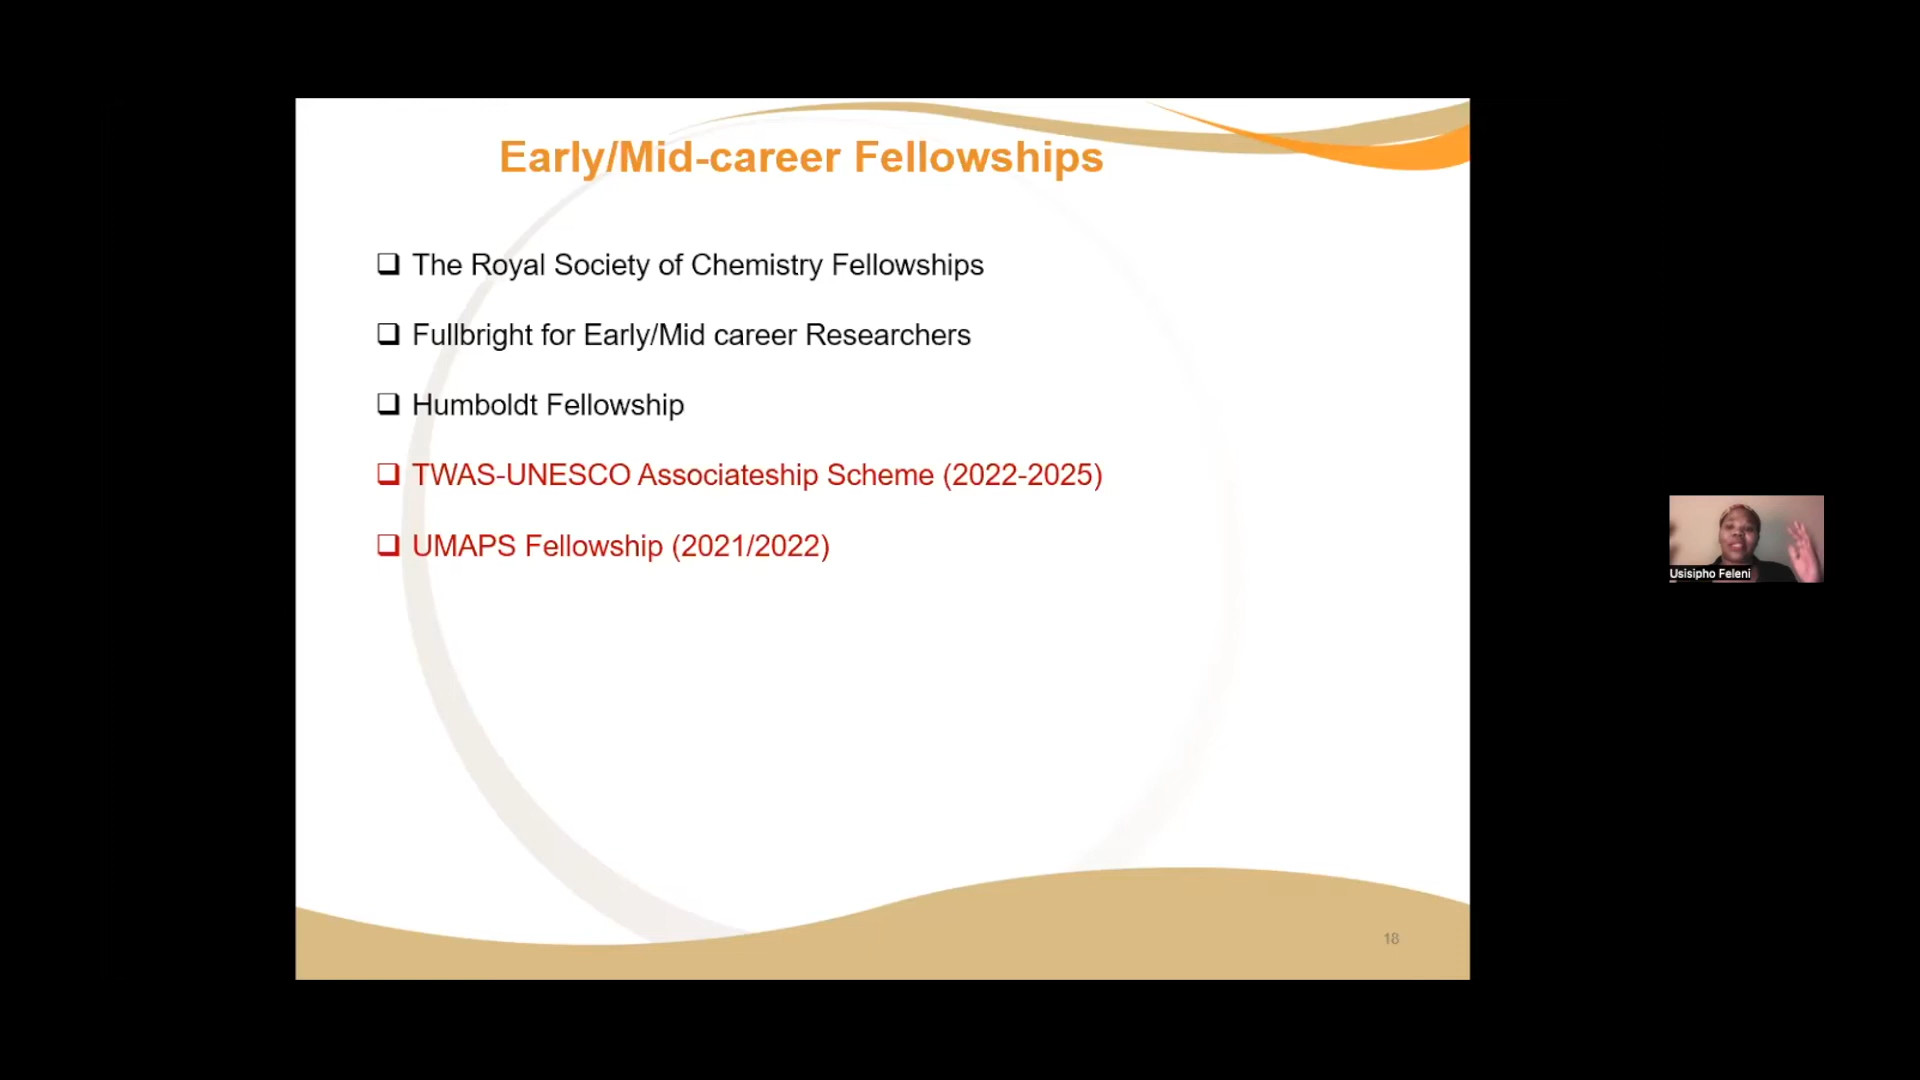 Early/Mid-career Fellowships
The Royal Society of Chemistry Fellowships
Fullbright for Early/Mid career Researchers
Humboldt Fellowship
TWAS-UNESCO Associateship Scheme (2022-2025)
UMAPS Fellowship (2021/2022)
Usisipho Feleni
18